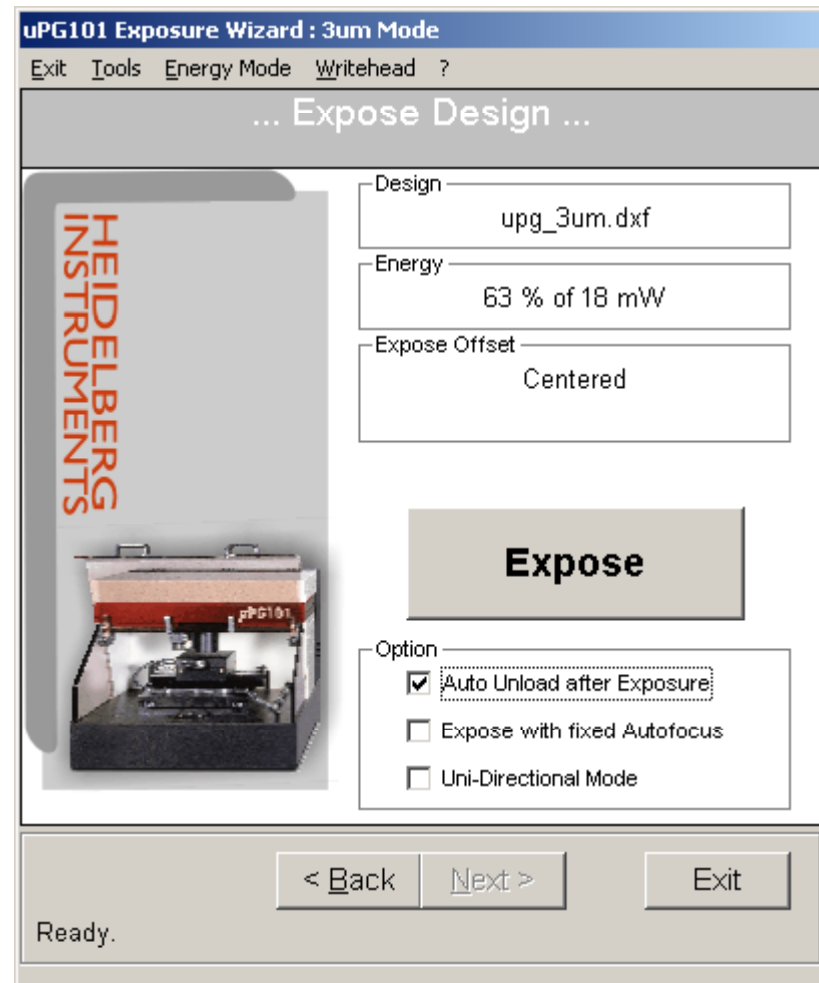 uPG101 Exposure Wizard : 3um Mode
Exit Tools Energy Mode Writehead ?
... Expose Design ...
HEIDELBERG
INSTRUMENTS
µPG101
Design
upg_3um.dxf
Energy
63 % of 18 mW
Expose Offset
Centered
Expose
Option
Auto Unload after Exposure
Expose with fixed Autofocus
Uni-Directional Mode
< Back Next > Exit
Ready.